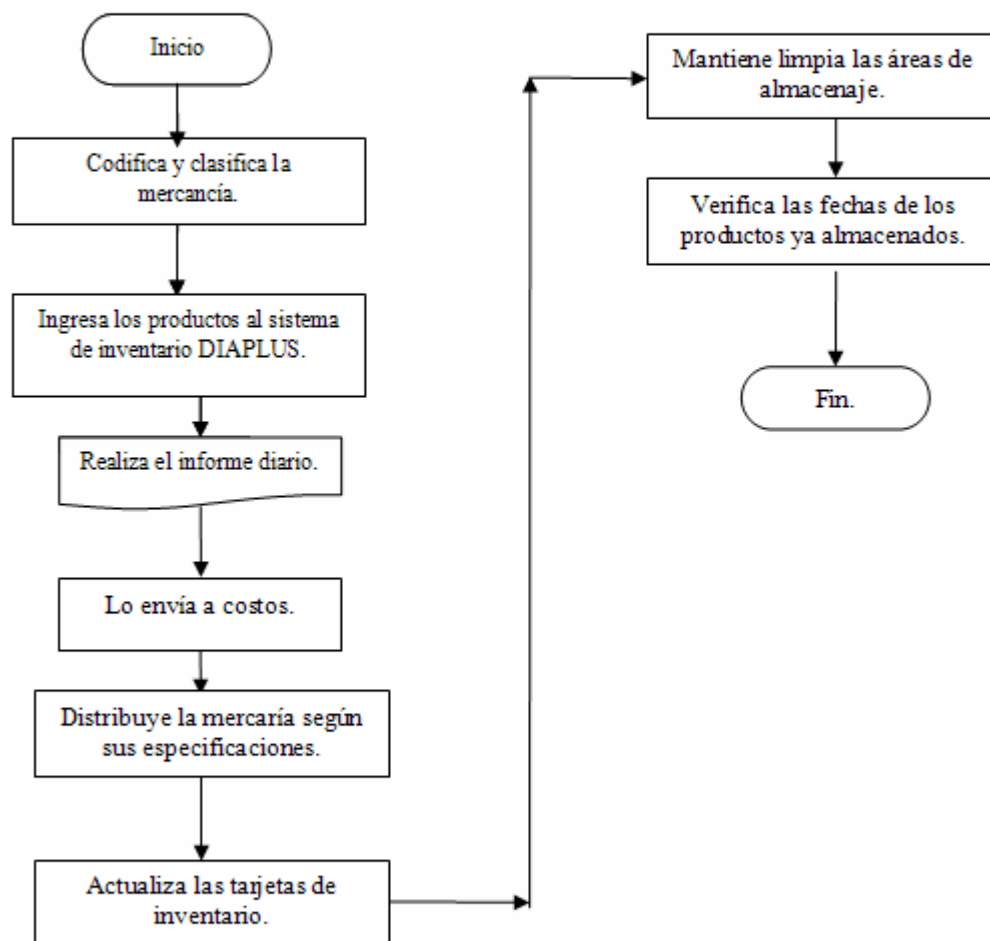 Inicio
Codifica y clasifica la
mercancía.
Ingresa los productos al sistema
de inventario DIAPLUS.
Realiza el informe diario.
Lo envía a costos.
Distribuye la mercaría según
sus especificaciones.
Actualiza las tarjetas de
inventario.
Mantiene limpia las áreas de
almacenaje.
Verifica las fechas de los
productos ya almacenados.
Fin.